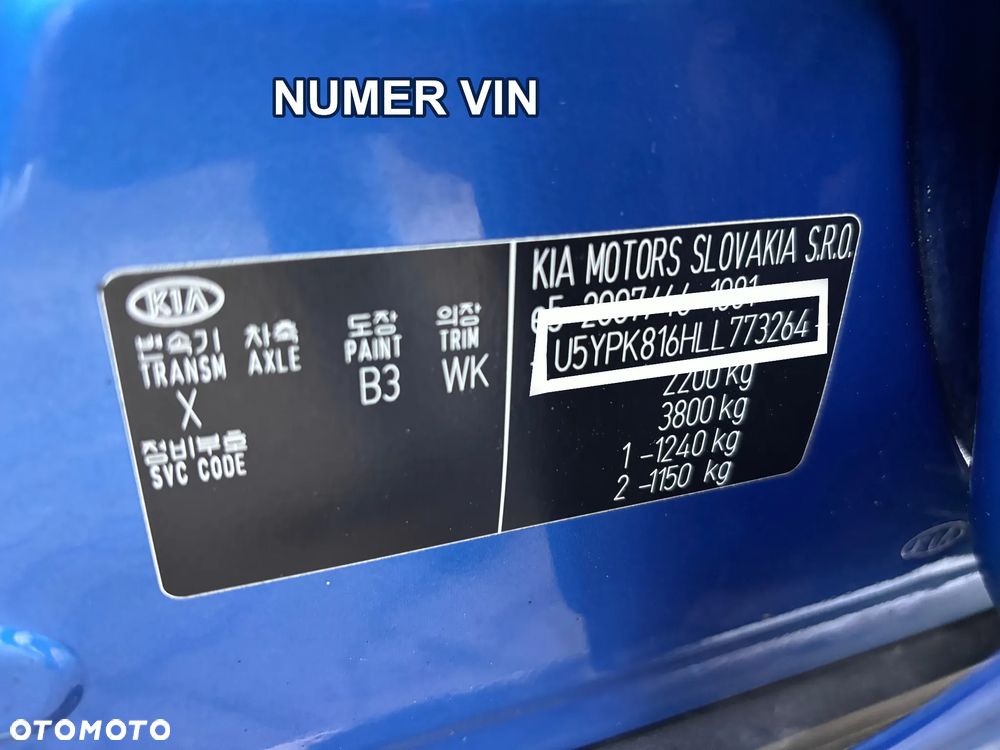 NUMER VIN
KIA
변속기 차축 도장 의장
TRANSM AXLE PAINT TRIM
X B3 WK
정비부호
SVC CODE
KIA MOTORS SLOVAKIA S.R.O.
U5YPK816HLL773264
2200 kg
3800 kg
1 -1240 kg
2 -1150 kg
KIA
OTOMOTO